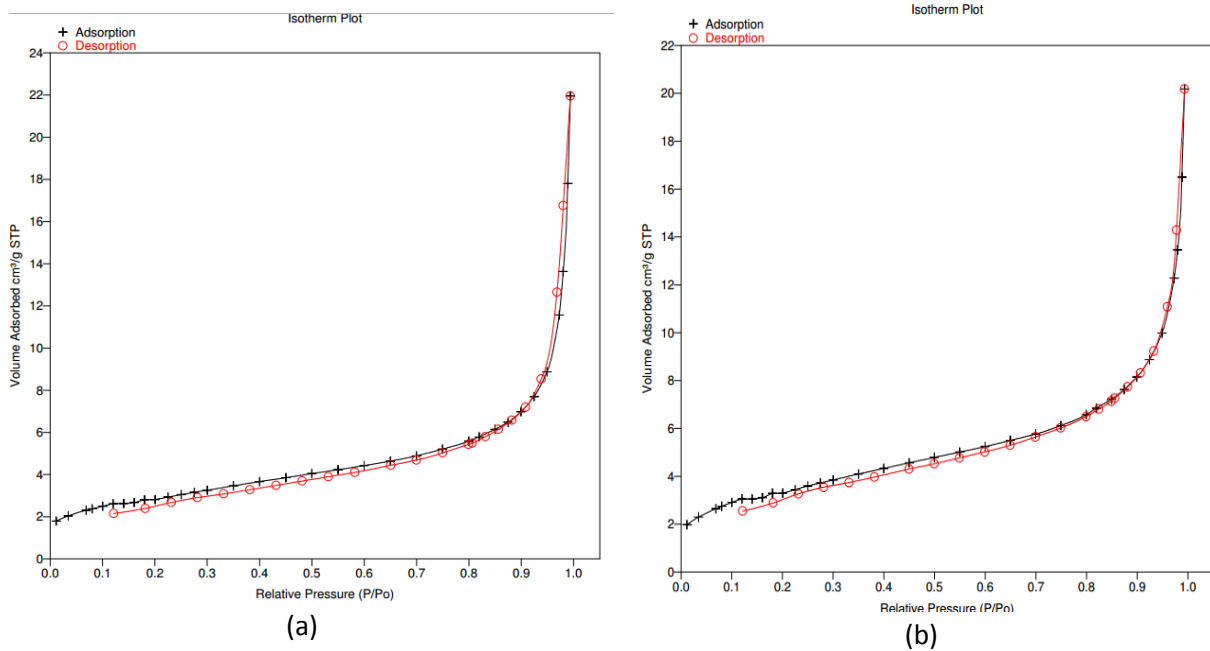 Isotherm Plot
+ Adsorption
○ Desorption
24
22
20
18
16
14
12
10
8
6
4
2
0
Volume Adsorbed cm³/g STP
0.0 0.1 0.2 0.3 0.4 0.5 0.6 0.7 0.8 0.9 1.0
Relative Pressure (P/Po)
(a)
Isotherm Plot
+ Adsorption
○ Desorption
22
20
18
16
14
12
10
8
6
4
2
0
Volume Adsorbed cm³/g STP
0.0 0.1 0.2 0.3 0.4 0.5 0.6 0.7 0.8 0.9 1.0
Relative Pressure (P/Po)
(b)